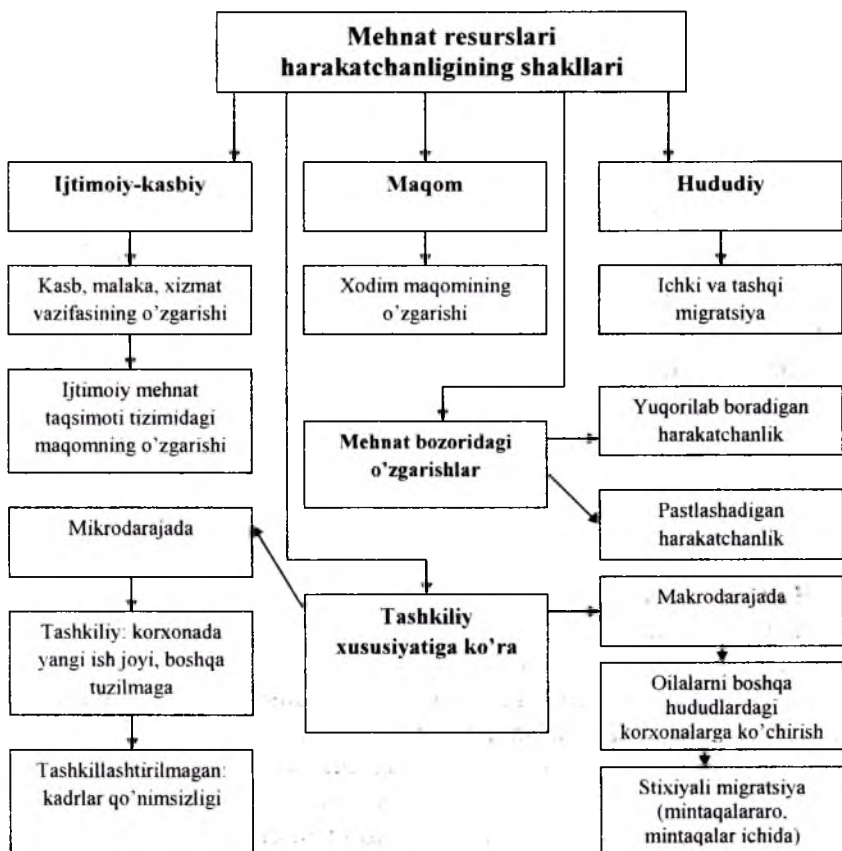 Mehnat resurslari
harakatchanligining shakllari
Ijtimoiy-kasbiy
Maqom
Hududiy
Kasb, malaka, xizmat
vazifasining o’zgarishi
Xodim maqomining
o’zgarishi
Ichki va tashqi
migratsiya
Ijtimoiy mehnat
taqsimoti tizimidagi
maqomning o’zgarishi
Mehnat bozoridagi
o’zgarishlar
Yuqorilab boradigan
harakatchanlik
Pastlashadigan
harakatchanlik
Mikrodarajada
Tashkiliy
xususiyatiga ko’ra
Makrodarajada
Tashkiliy: korxonada
yangi ish joyi, boshqa
tuzilmaga
Oilalarni boshqa
hududlardagi
korxonalarga ko’chirish
Tashkillashtirilmagan:
kadrlar qo’nimsizligi
Stixiyali migratsiya
(mintaqalararo,
mintaqalar ichida)